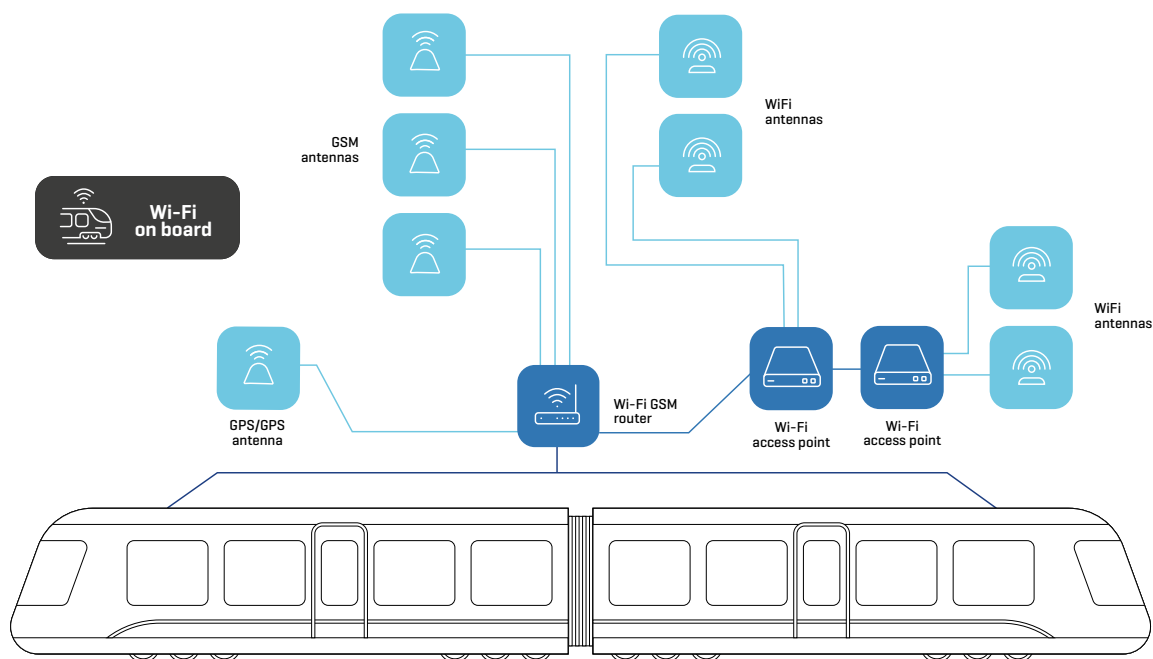 WiFi
antennas
GSM
antennas
Wi-Fi
on board
WiFi
antennas
Wi-Fi GSM
router
GPS/GPS
antenna
Wi-Fi
access point
Wi-Fi
access point